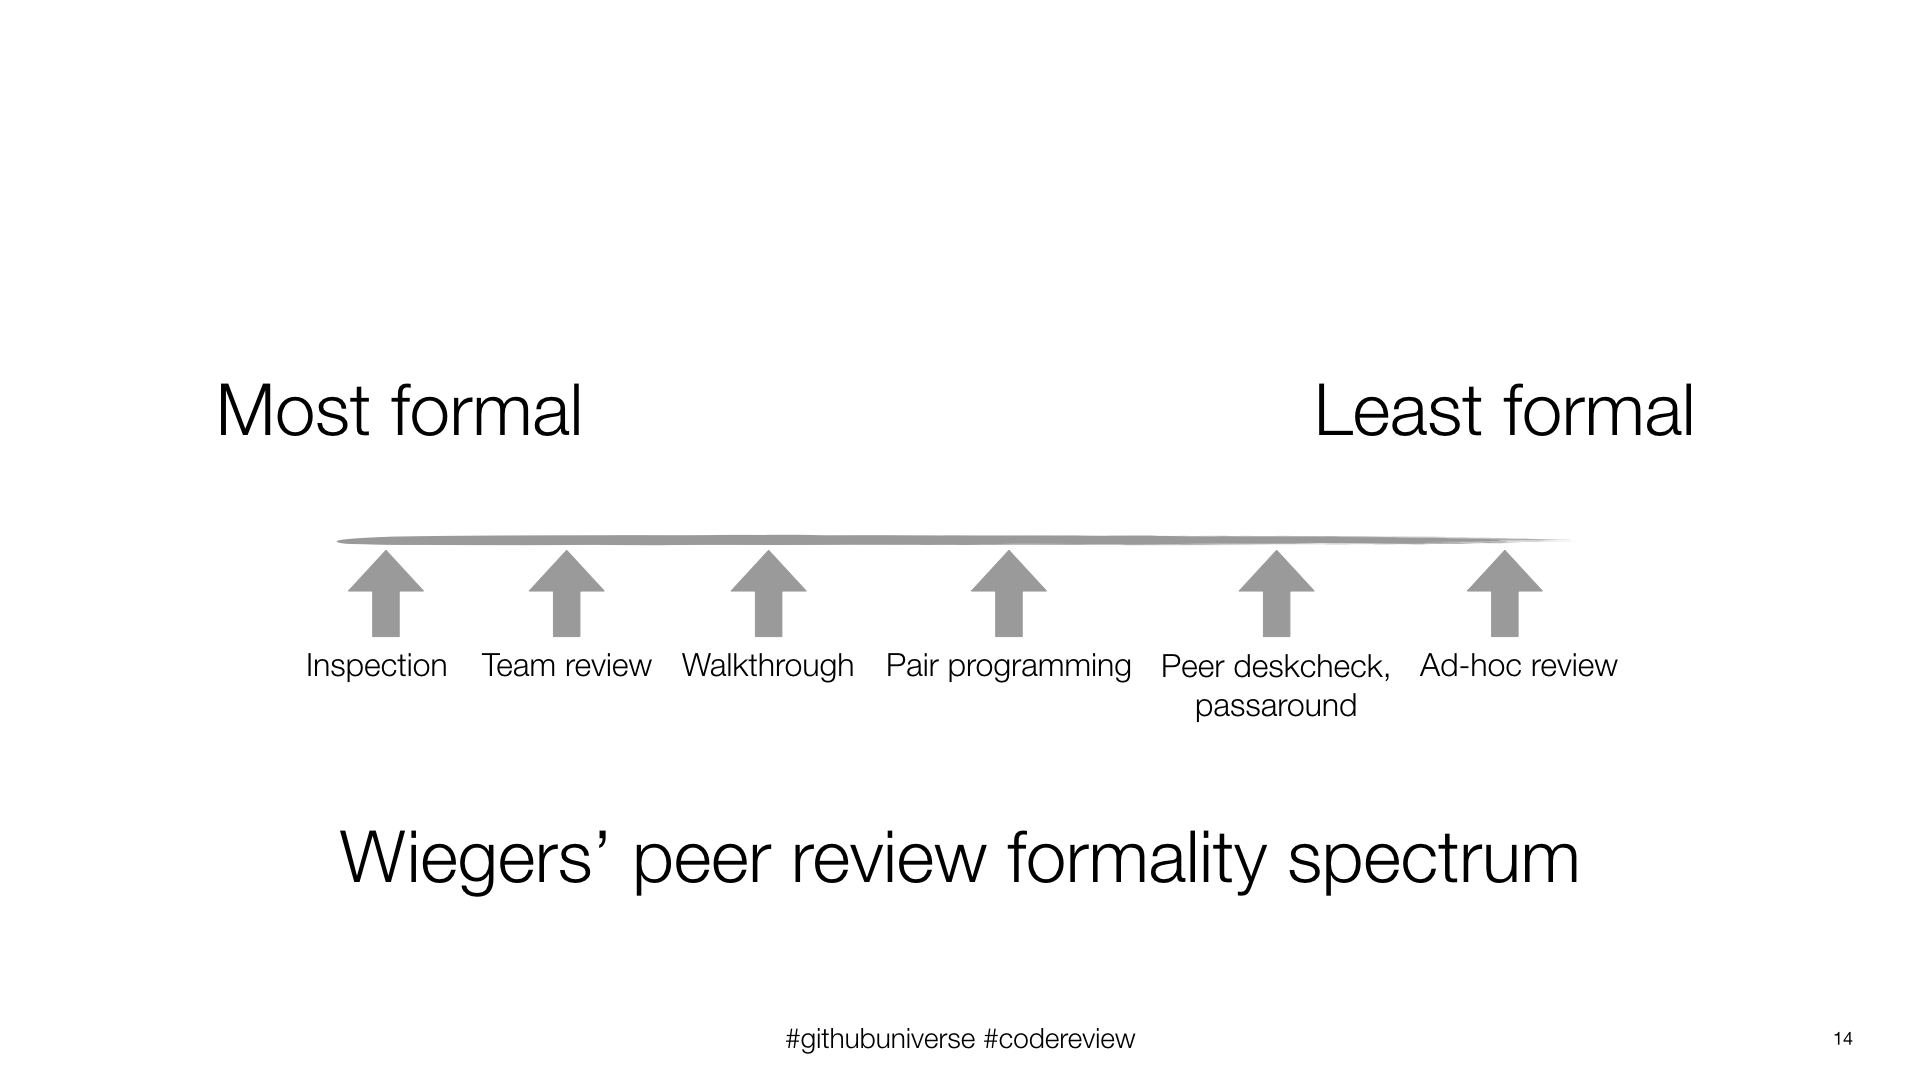 Most formal
Least formal
Inspection
Team review
Walkthrough
Pair programming
Peer deskcheck,
passaround
Ad-hoc review
Wiegers’ peer review formality spectrum
#githubuniverse #codereview
14